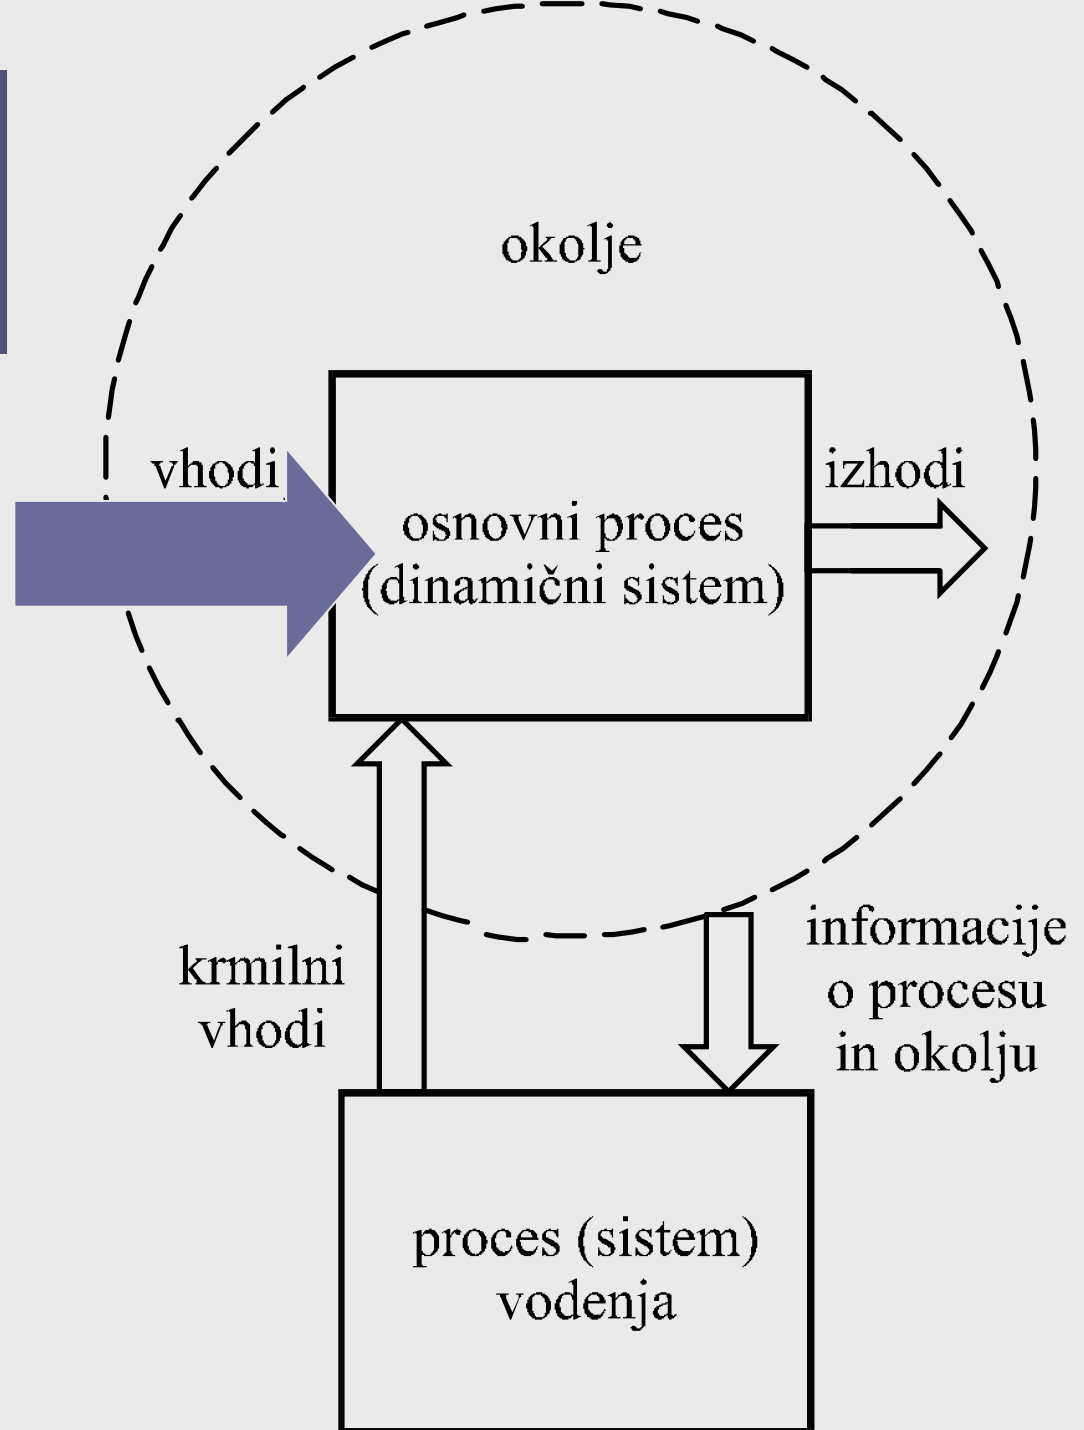 okolje
vhodi
izhodi
osnovni proces
(dinamični sistem)
krmilni
vhodi
informacije
o procesu
in okolju
proces (sistem)
vodenja